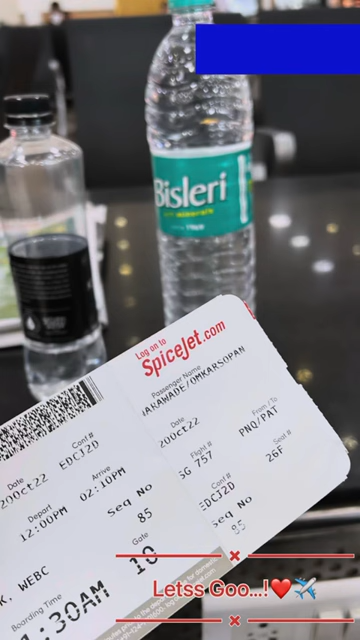 Bisleri
Log on to
SpiceJet.com
Passenger Name
ARAWADE/OMKARSOPAN
Date
20Oct22
From / To
PNQ/PAT
Flight #
SG 757
Seat #
26F
Conf #
EDCJ2D
Seq No
85
Date
20Oct22
Conf #
EDCJ2D
Depart
12:00PM
Arrive
02:10PM
Seq No
85
K. WEBC
Gate
10
Boarding Time
:30AM
Letss Goo...!❤️✈️